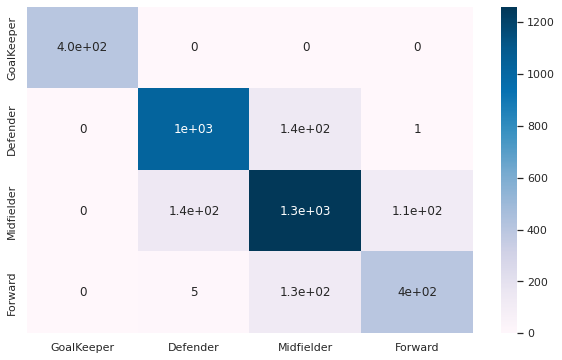 GoalKeeper 4.0e+02 0 0 0
Defender 0 1e+03 1.4e+02 1
Midfielder 0 1.4e+02 1.3e+03 1.1e+02
Forward 0 5 1.3e+02 4e+02
GoalKeeper Defender Midfielder Forward
1200
1000
800
600
400
200
0